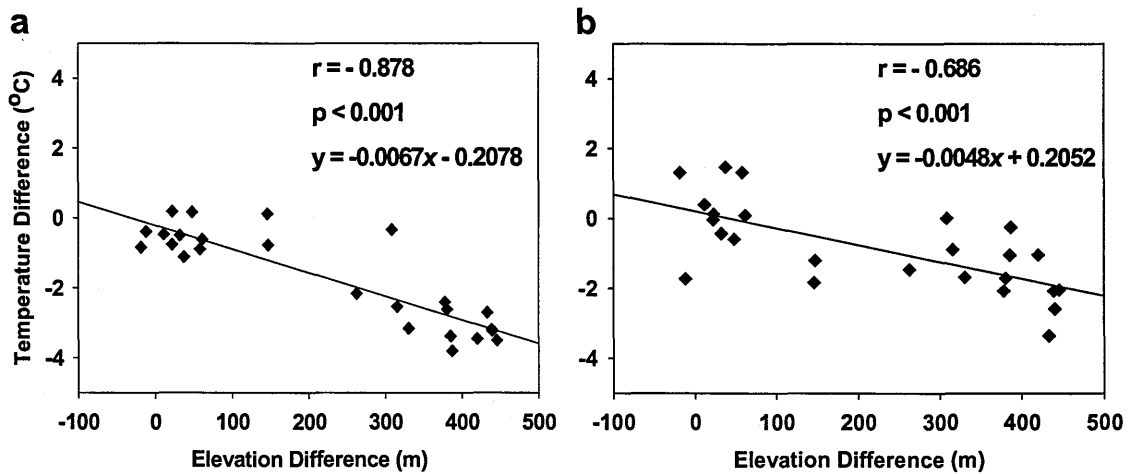 a
r = - 0.878
p < 0.001
y = -0.0067x - 0.2078
Temperature Difference (°C)
4
2
0
-2
-4
-100 0 100 200 300 400 500
Elevation Difference (m)
b
r = - 0.686
p < 0.001
y = -0.0048x + 0.2052
4
2
0
-2
-4
-100 0 100 200 300 400 500
Elevation Difference (m)